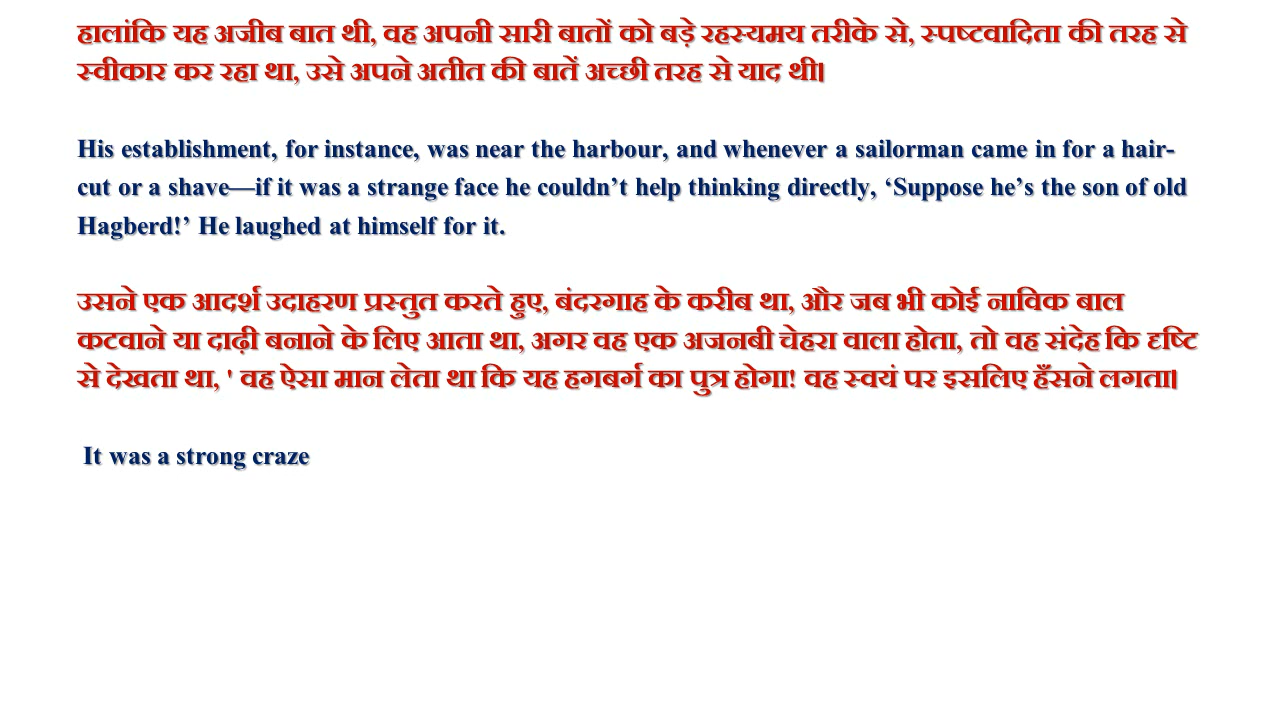 हालांकि यह अजीब बात थी, वह अपनी सारी बातों को बड़े रहस्यमय तरीके से, स्पष्टवादिता की तरह से
स्वीकार कर रहा था, उसे अपने अतीत की बातें अच्छी तरह से याद थी।
His establishment, for instance, was near the harbour, and whenever a sailorman came in for a hair-
cut or a shave—if it was a strange face he couldn’t help thinking directly, ‘Suppose he’s the son of old
Hagberd!’ He laughed at himself for it.
उसने एक आदर्श उदाहरण प्रस्तुत करते हुए, बंदरगाह के करीब था, और जब भी कोई नाविक बाल
कटवाने या दाढ़ी बनाने के लिए आता था, अगर वह एक अजनबी चेहरा वाला होता, तो वह संदेह कि दृष्टि
से देखता था, ' वह ऐसा मान लेता था कि यह हगबर्ग का पुत्र होगा! वह स्वयं पर इसलिए हँसने लगता।
It was a strong craze